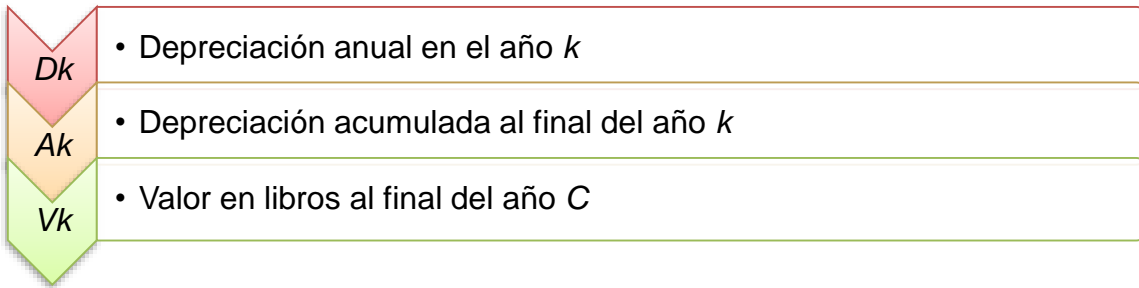 Dk
• Depreciación anual en el año k
Ak
• Depreciación acumulada al final del año k
Vk
• Valor en libros al final del año C